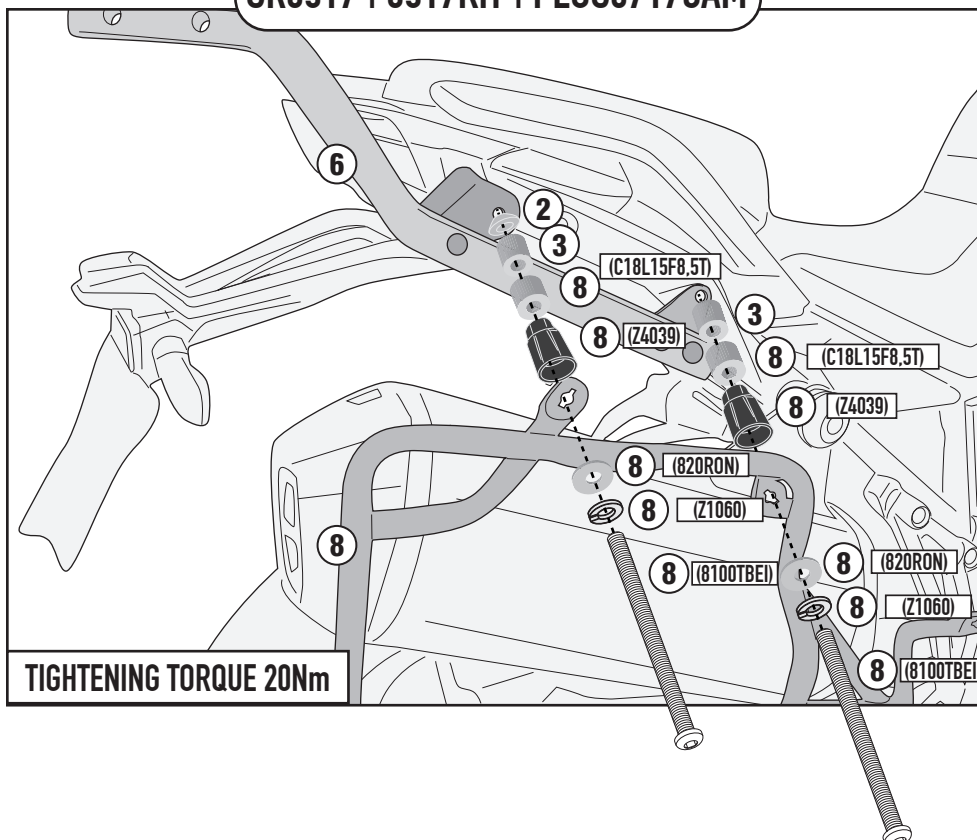 6
2
3
8 (C18L15F8,5T)
8 (Z4039)
3
8 (C18L15F8,5T)
8 (Z4039)
8 (820RON)
8 (Z1060)
8
8 (8100TBEI)
8 (820RON)
8 (Z1060)
8 (8100TBEI
TIGHTENING TORQUE 20Nm